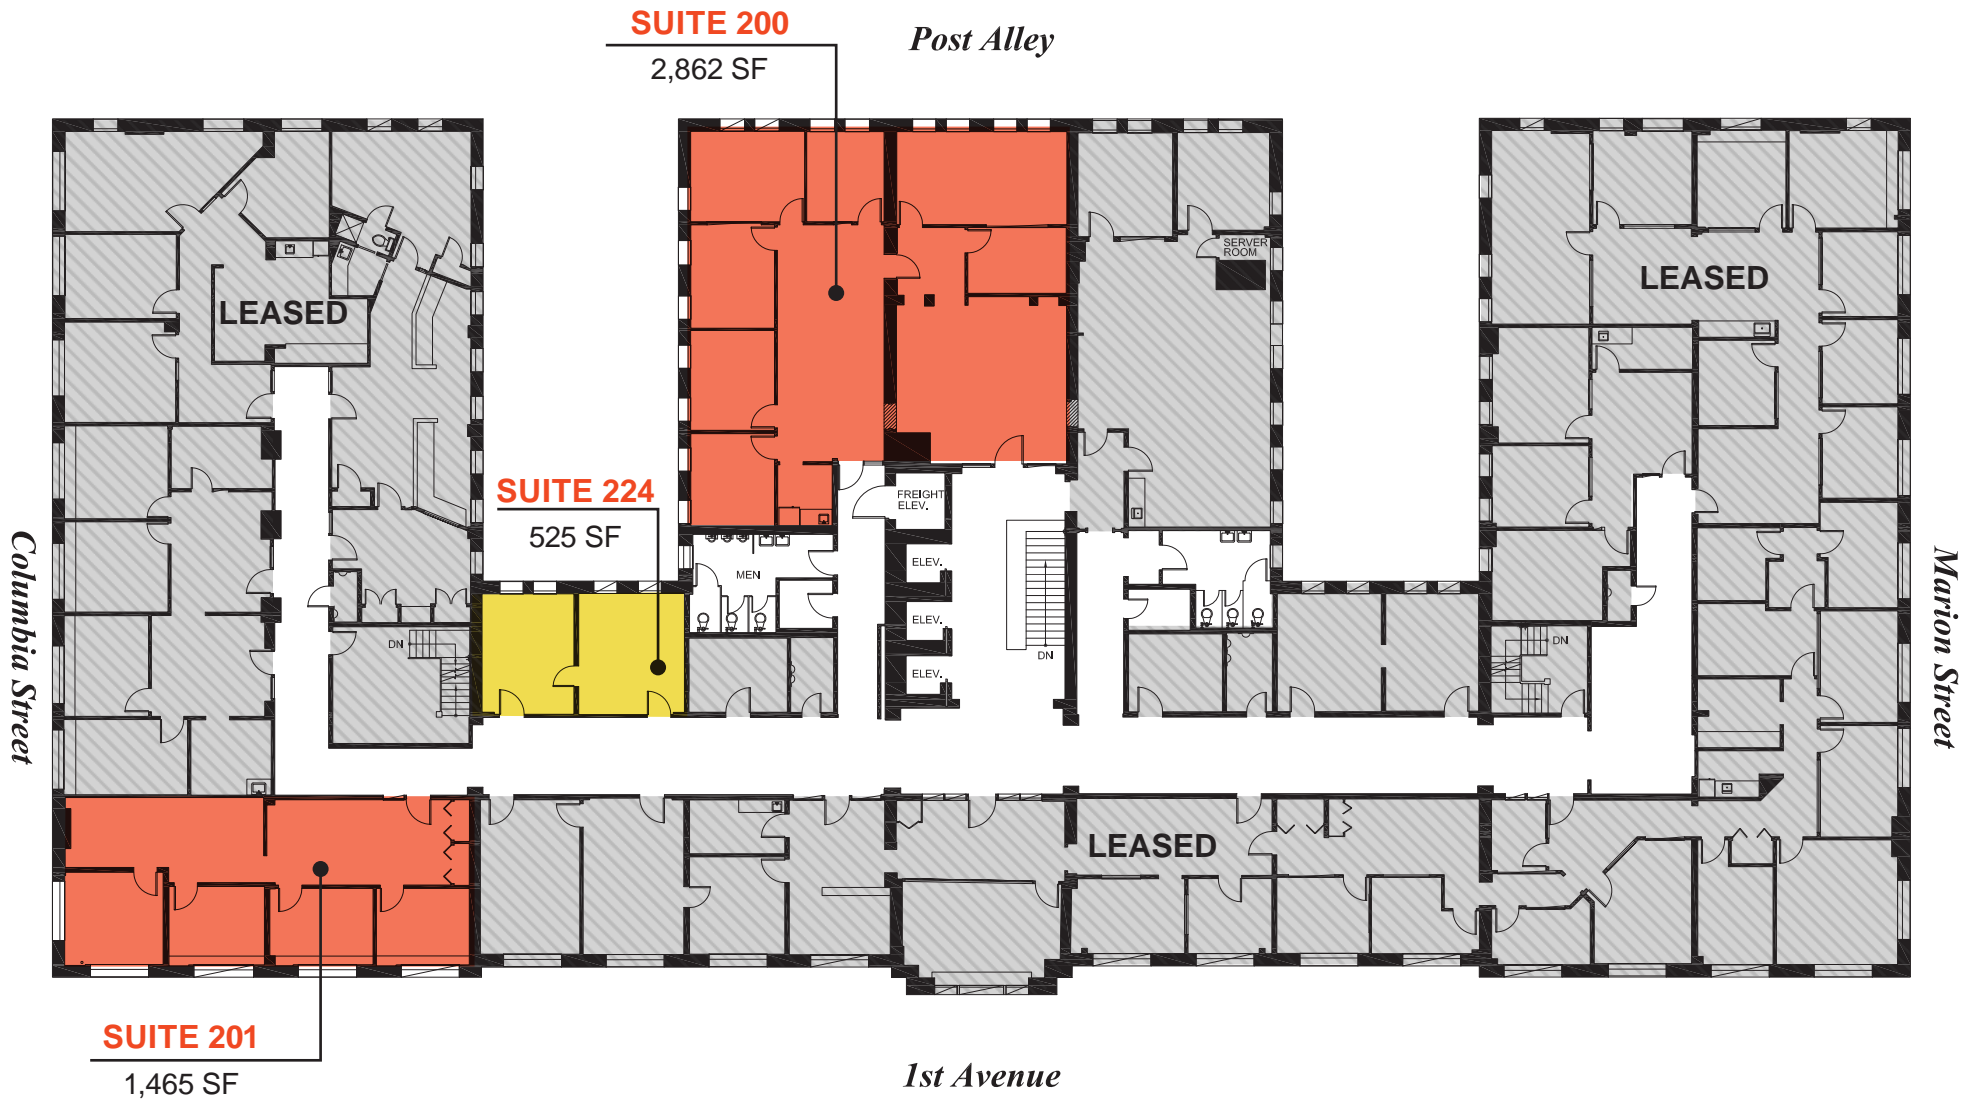 SUITE 200
2,862 SF
Post Alley
SERVER
ROOM
LEASED
LEASED
SUITE 224
525 SF
FREIGHT
ELEV.
ELEV.
MEN
ELEV.
ELEV.
DN
DN
DN
Columbia Street
Marion Street
LEASED
SUITE 201
1,465 SF
1st Avenue